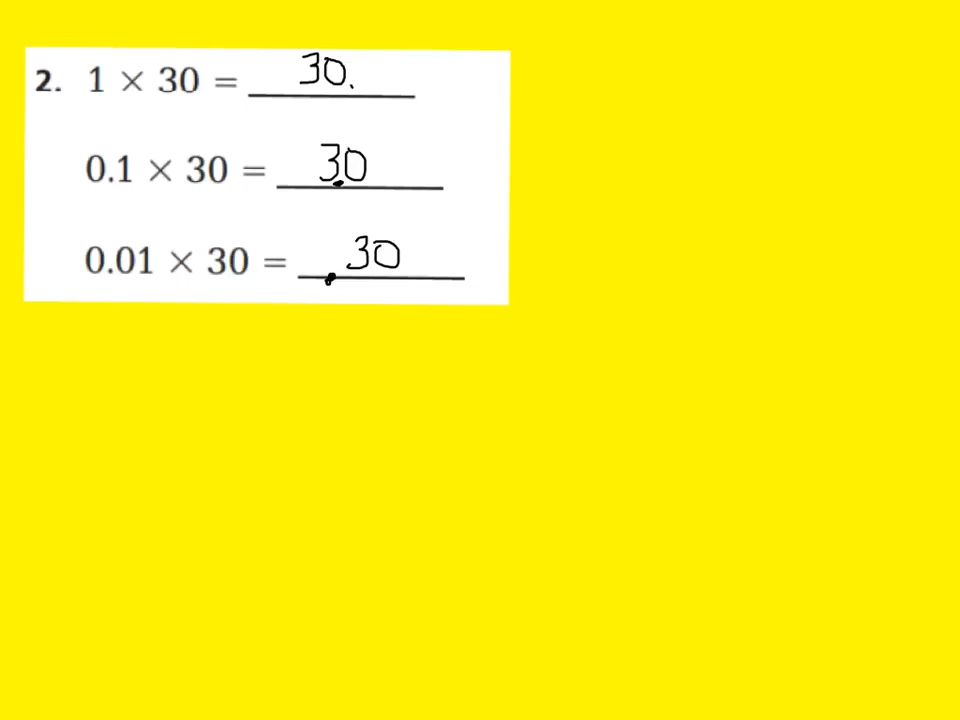 2. 1 × 30 = 30.
0.1 × 30 = 3.0
0.01 × 30 = .30